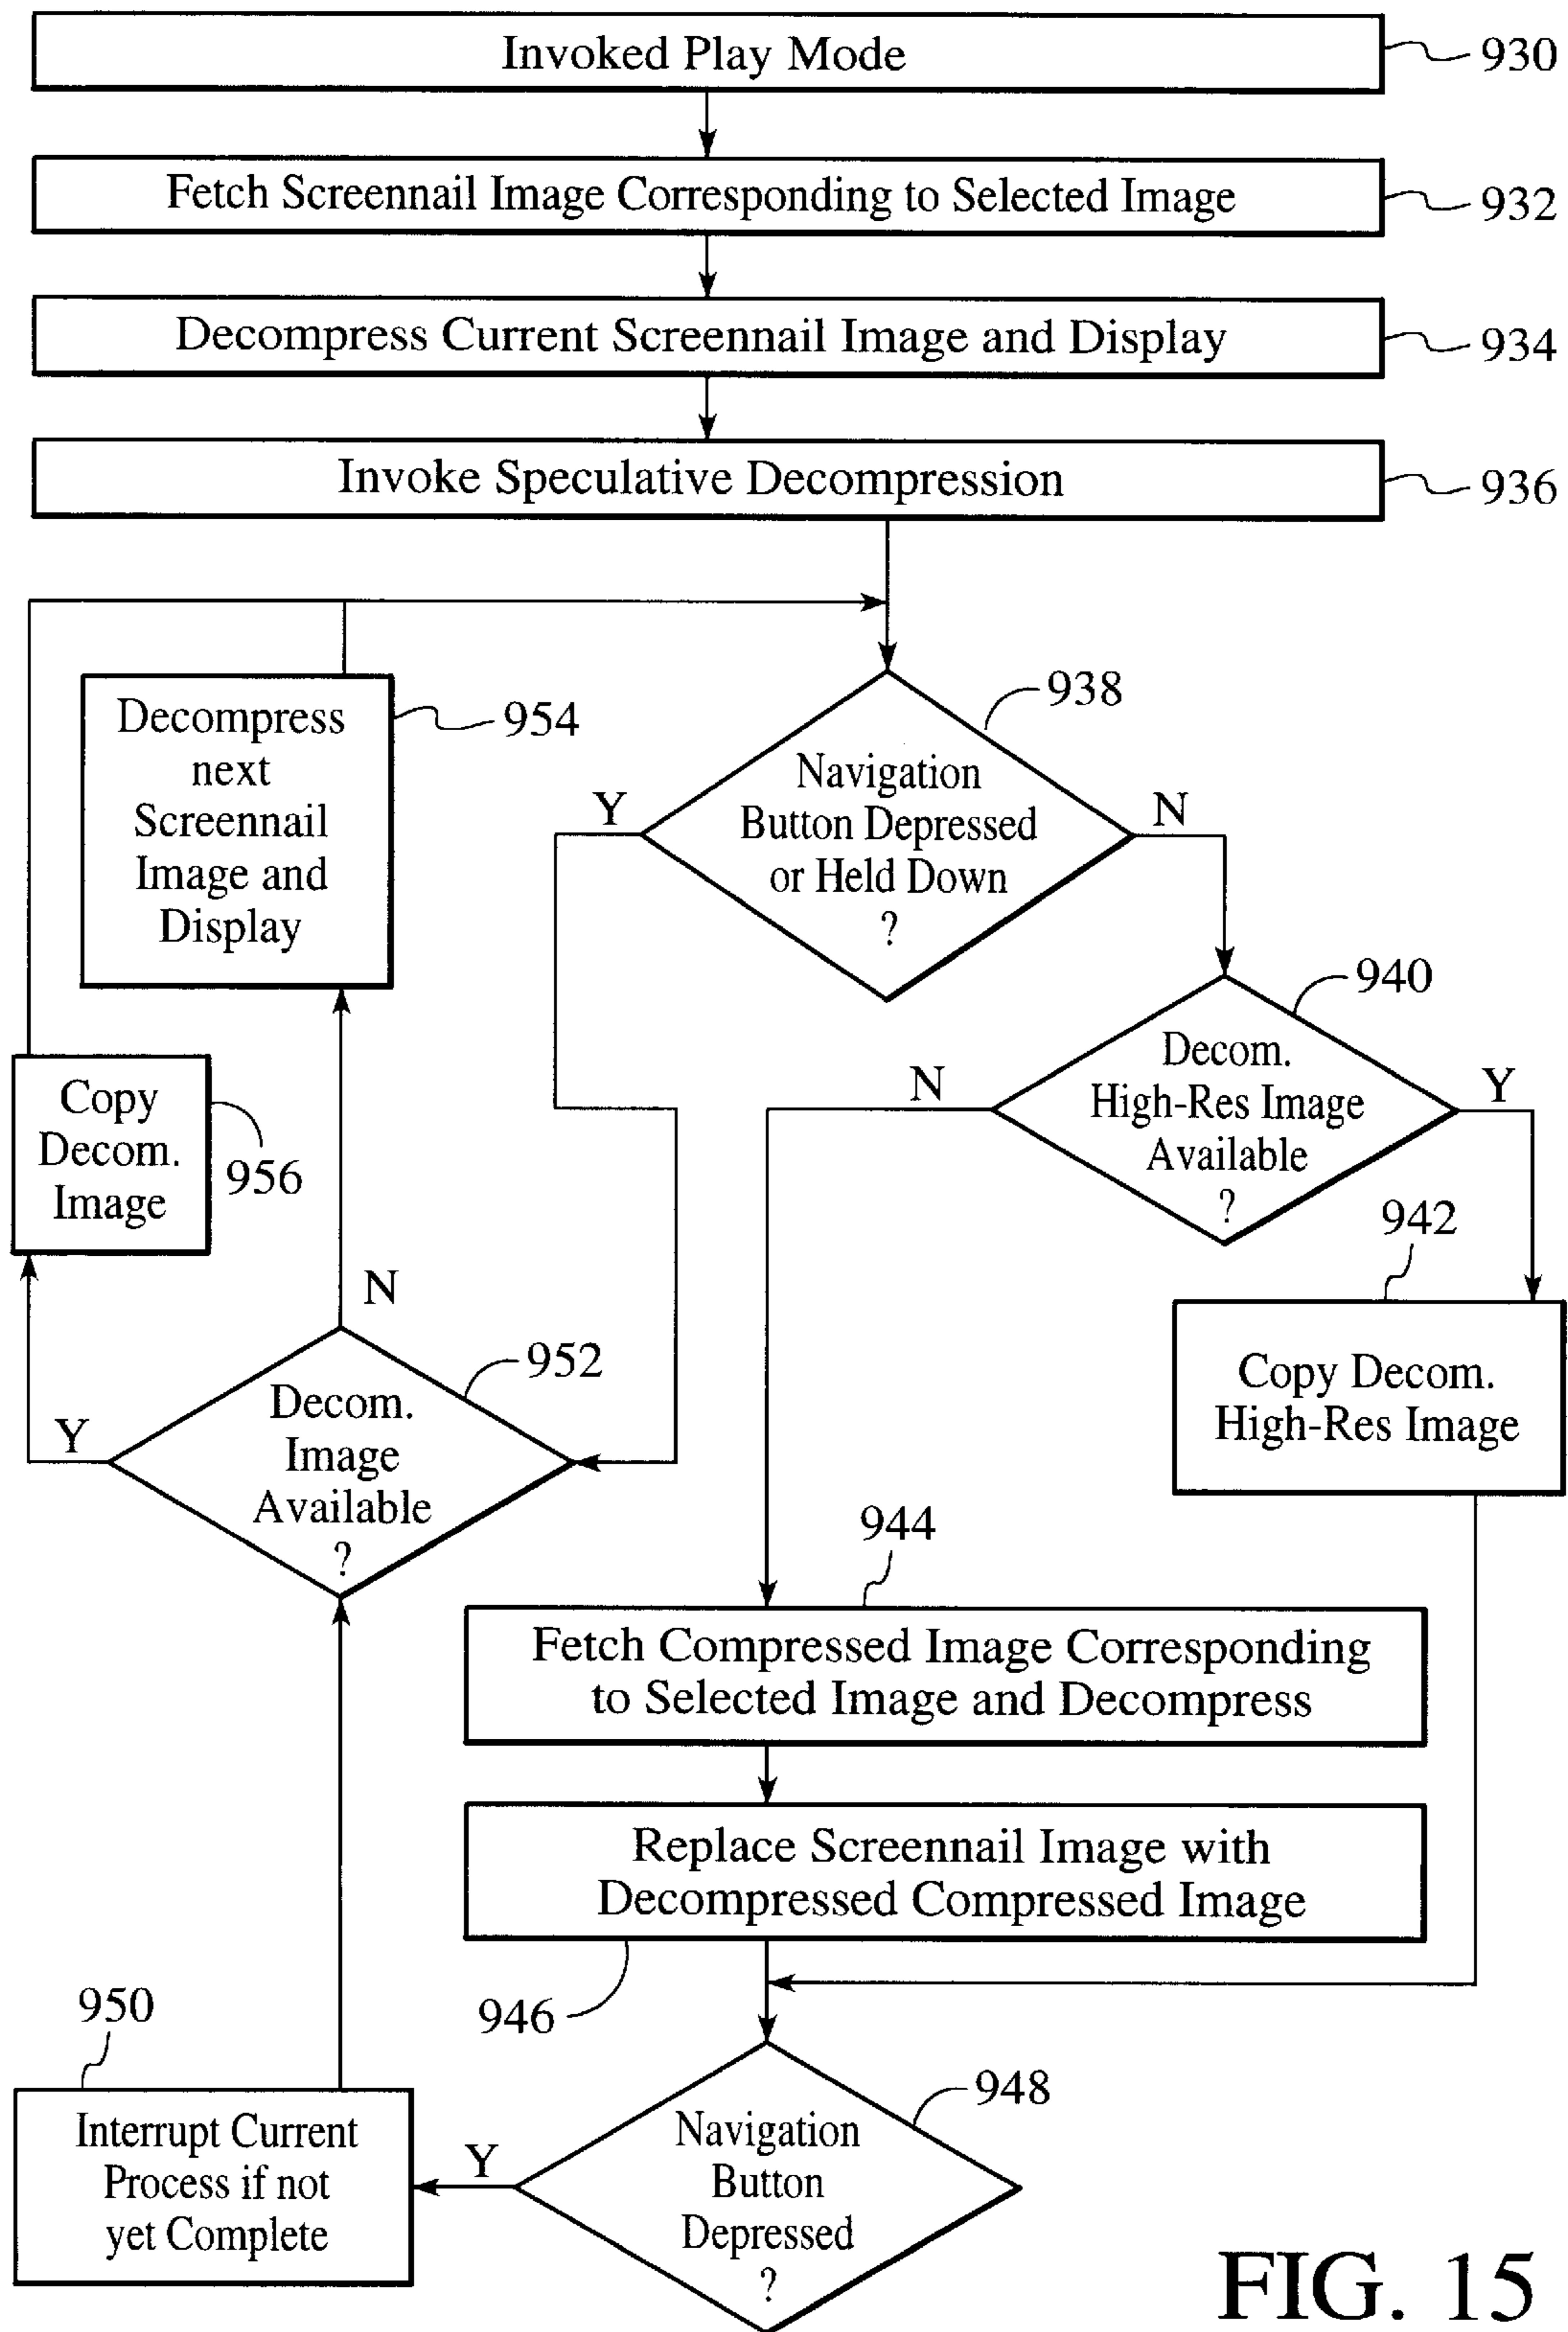 Invoked Play Mode
930
Fetch Screennail Image Corresponding to Selected Image
932
Decompress Current Screennail Image and Display
934
Invoke Speculative Decompression
936
Decompress
next
Screennail
Image and
Display
954
938
Navigation
Button Depressed
or Held Down
?
Y
N
940
Decom.
High-Res Image
Available
?
N
Y
Copy
Decom.
Image
956
942
Copy Decom.
High-Res Image
N
952
Decom.
Image
Available
?
Y
944
Fetch Compressed Image Corresponding
to Selected Image and Decompress
Replace Screennail Image with
Decompressed Compressed Image
946
950
Interrupt Current
Process if not
yet Complete
Y
948
Navigation
Button
Depressed
?
FIG. 15